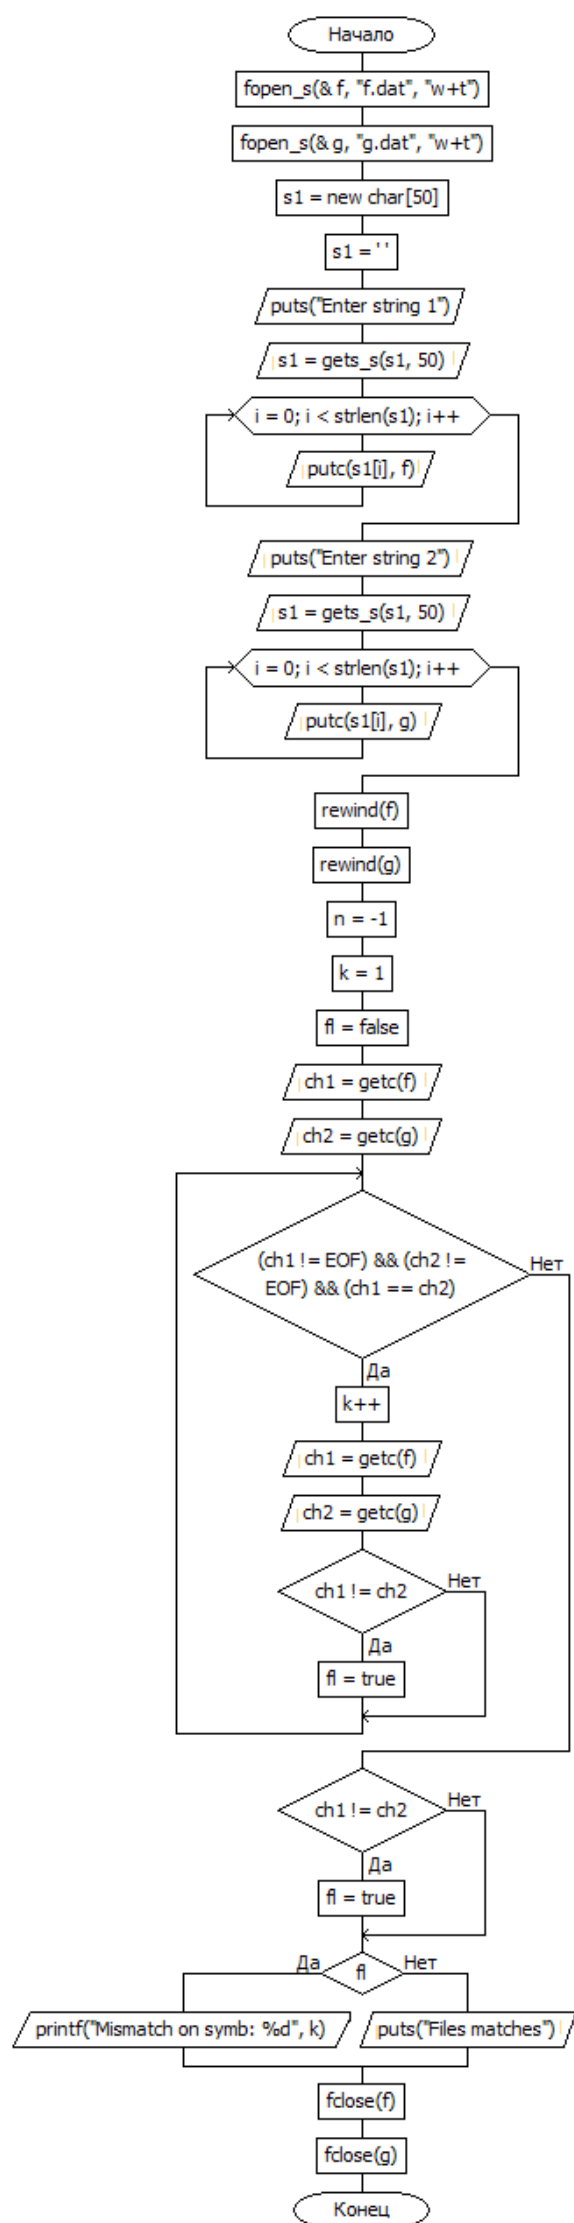 Начало
fopen_s(& f, "f.dat", "w+t")
fopen_s(& g, "g.dat", "w+t")
s1 = new char[50]
s1 = ' '
puts("Enter string 1")
s1 = gets_s(s1, 50)
i = 0; i < strlen(s1); i++
putc(s1[i], f)
puts("Enter string 2")
s1 = gets_s(s1, 50)
i = 0; i < strlen(s1); i++
putc(s1[i], g)
rewind(f)
rewind(g)
n = -1
k = 1
fl = false
ch1 = getc(f)
ch2 = getc(g)
(ch1 != EOF) && (ch2 !=
EOF) && (ch1 == ch2)
Нет
Да
k++
ch1 = getc(f)
ch2 = getc(g)
ch1 != ch2
Нет
Да
fl = true
ch1 != ch2
Нет
Да
fl = true
Да
fl
Нет
printf("Mismatch on symb: %d", k)
puts("Files matches")
fclose(f)
fclose(g)
Конец